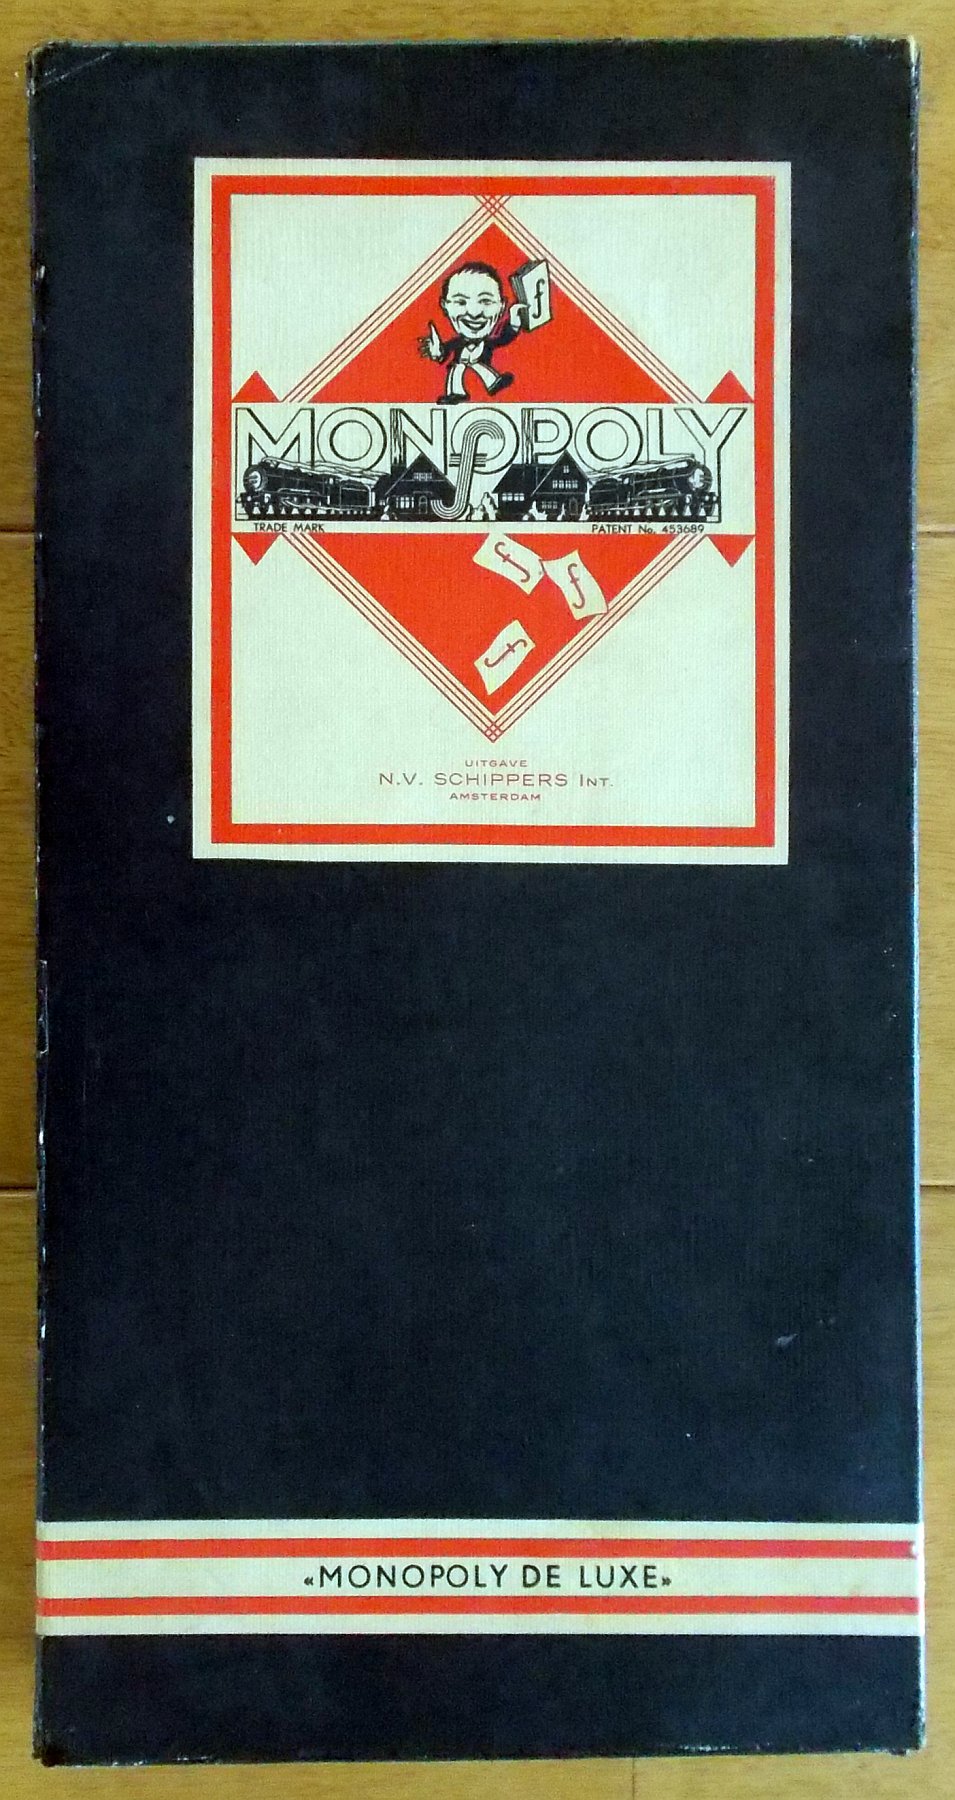 f
MONOPOLY
f
TRADE MARK PATENT No. 453689
f
f
f
UITGAVE
N.V. SCHIPPERS INT.
AMSTERDAM
«MONOPOLY DE LUXE»